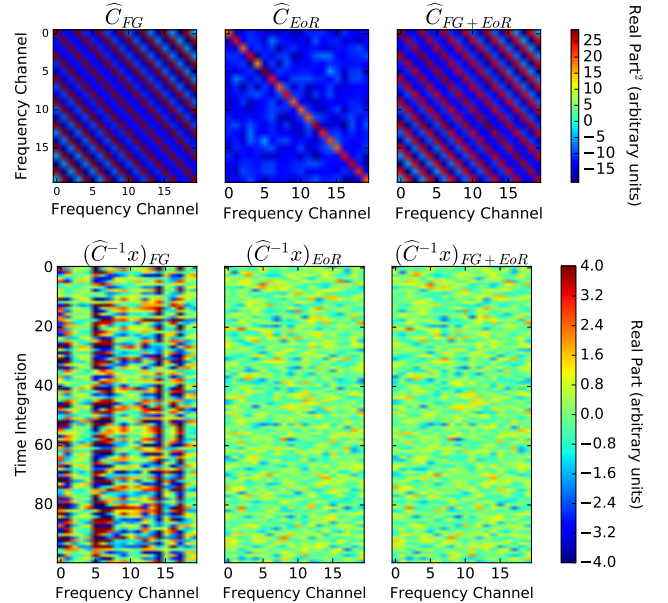 Ĉ_FG Ĉ_EoR Ĉ_FG+EoR
Frequency Channel
0
5
10
15
0 5 10 15
0 5 10 15
0 5 10 15
Frequency Channel Frequency Channel Frequency Channel
25
20
15
10
5
0
−5
−10
−15
Real Part² (arbitrary units)
(Ĉ⁻¹x)_FG (Ĉ⁻¹x)_EoR (Ĉ⁻¹x)_FG+EoR
Time Integration
0
20
40
60
80
0 5 10 15
0 5 10 15
0 5 10 15
Frequency Channel Frequency Channel Frequency Channel
4.0
3.2
2.4
1.6
0.8
0.0
−0.8
−1.6
−2.4
−3.2
−4.0
Real Part (arbitrary units)